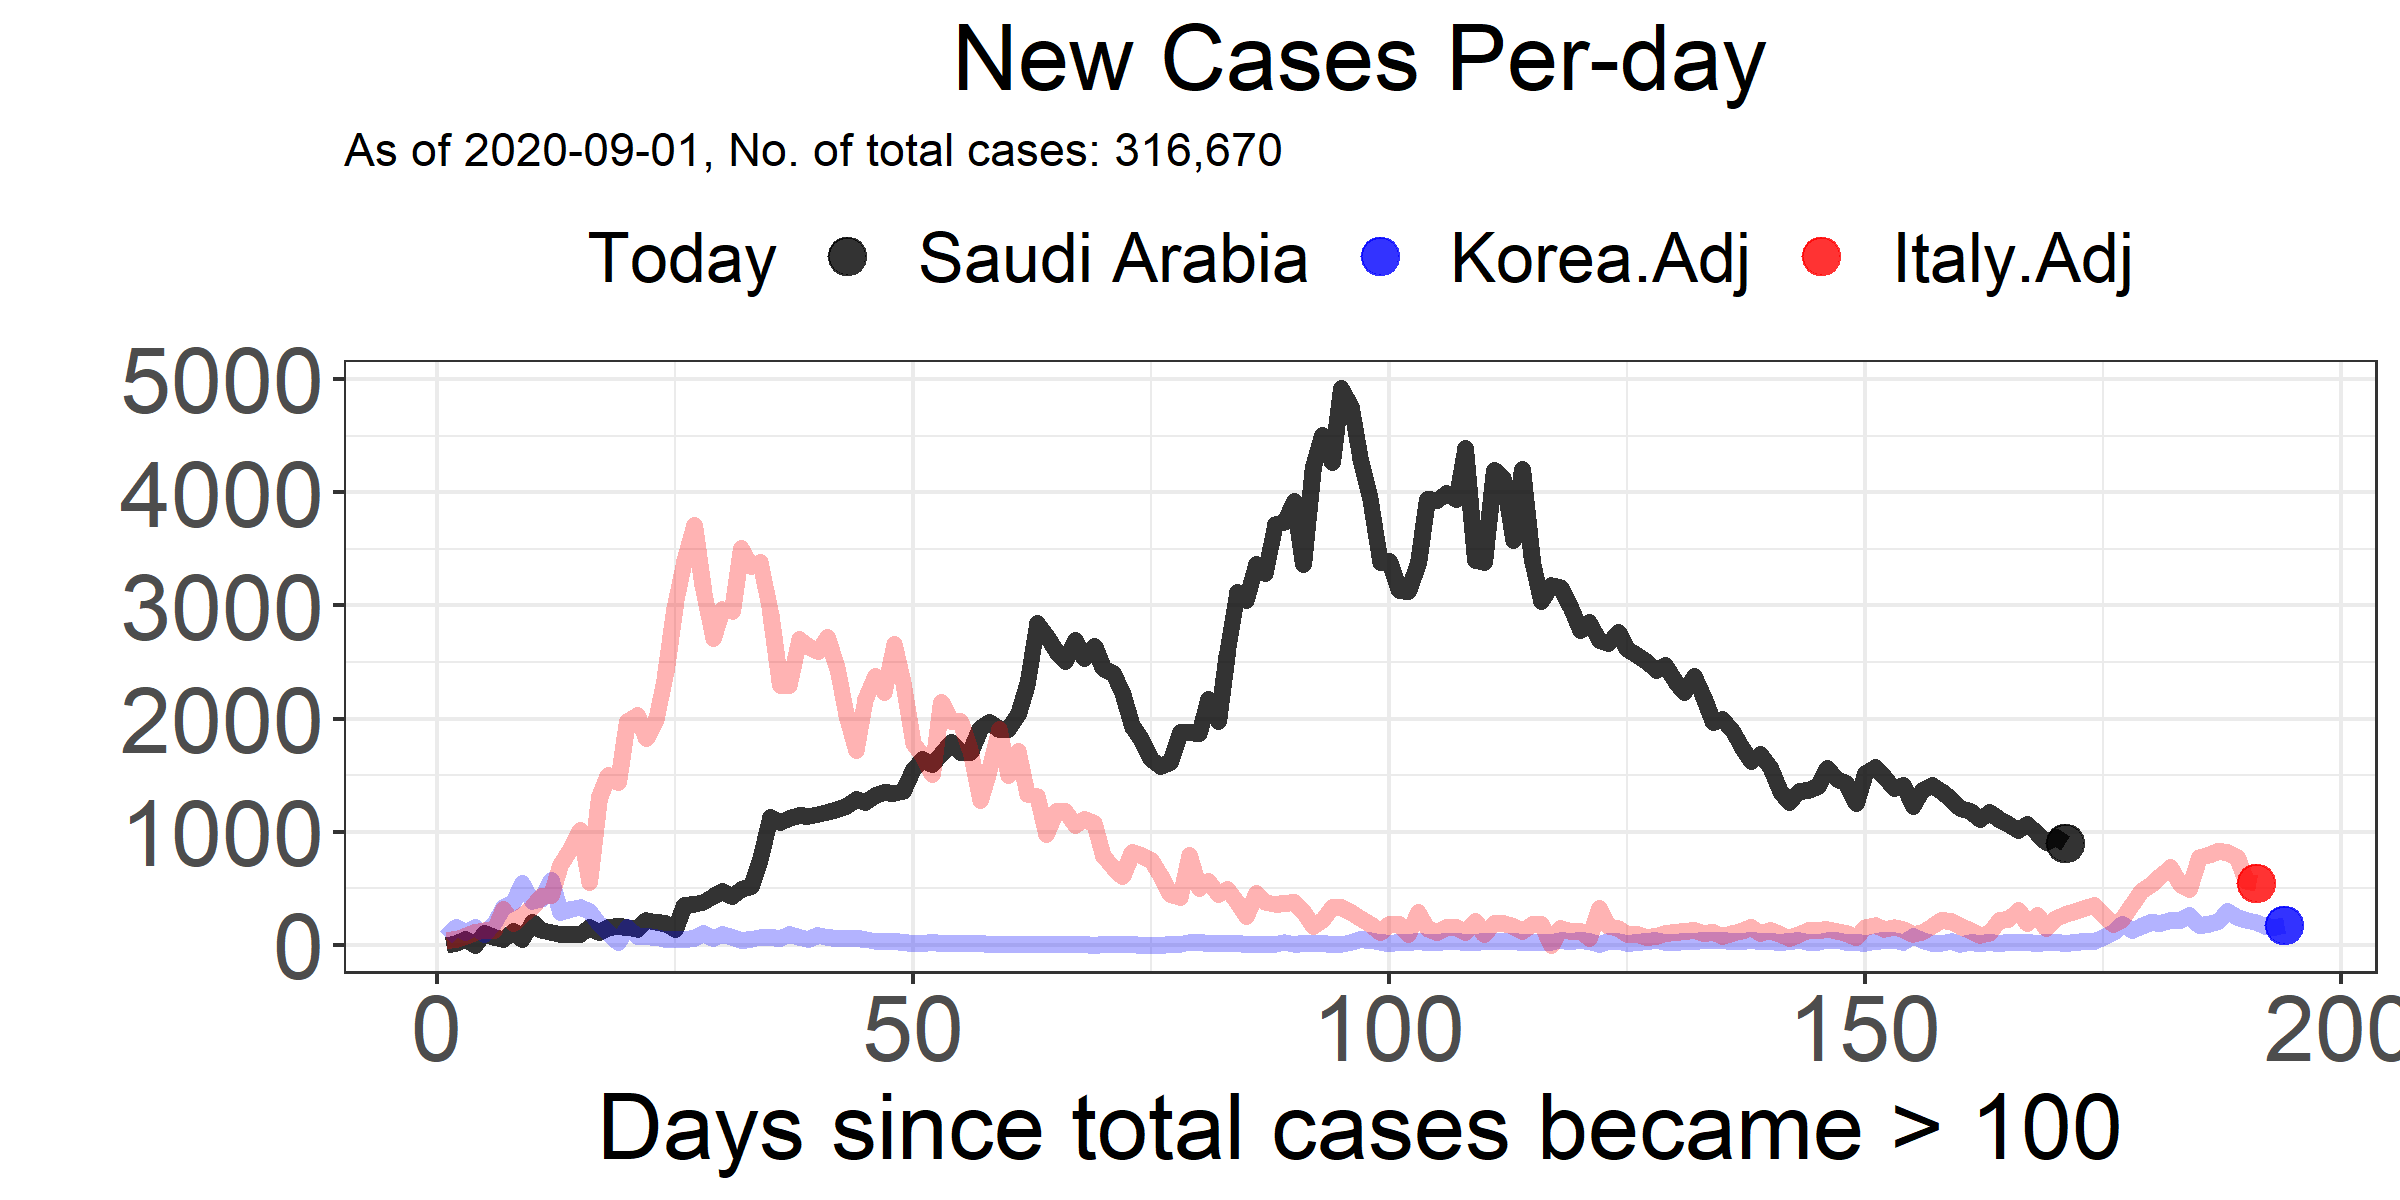 New Cases Per-day
As of 2020-09-01, No. of total cases: 316,670
Today Saudi Arabia Korea.Adj Italy.Adj
5000
4000
3000
2000
1000
0
0 50 100 150 200
Days since total cases became > 100